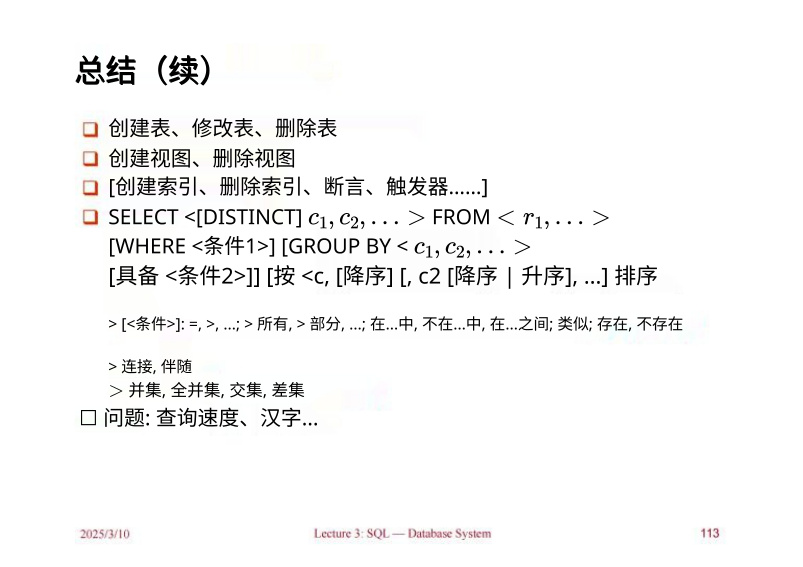 总结（续）
创建表、修改表、删除表
创建视图、删除视图
[创建索引、删除索引、断言、触发器......]
SELECT <[DISTINCT] c₁, c₂, . . . > FROM < r₁, . . . >
[WHERE <条件1>] [GROUP BY < c₁, c₂, . . . >
[具备 <条件2>]] [按 <c, [降序] [, c2 [降序 | 升序], ...] 排序
> [<条件>]: =, >, ...; > 所有, > 部分, ...; 在...中, 不在...中, 在...之间; 类似; 存在, 不存在
> 连接, 伴随
> 并集, 全并集, 交集, 差集
☐ 问题: 查询速度、汉字...
2025/3/10 Lecture 3: SQL — Database System 113